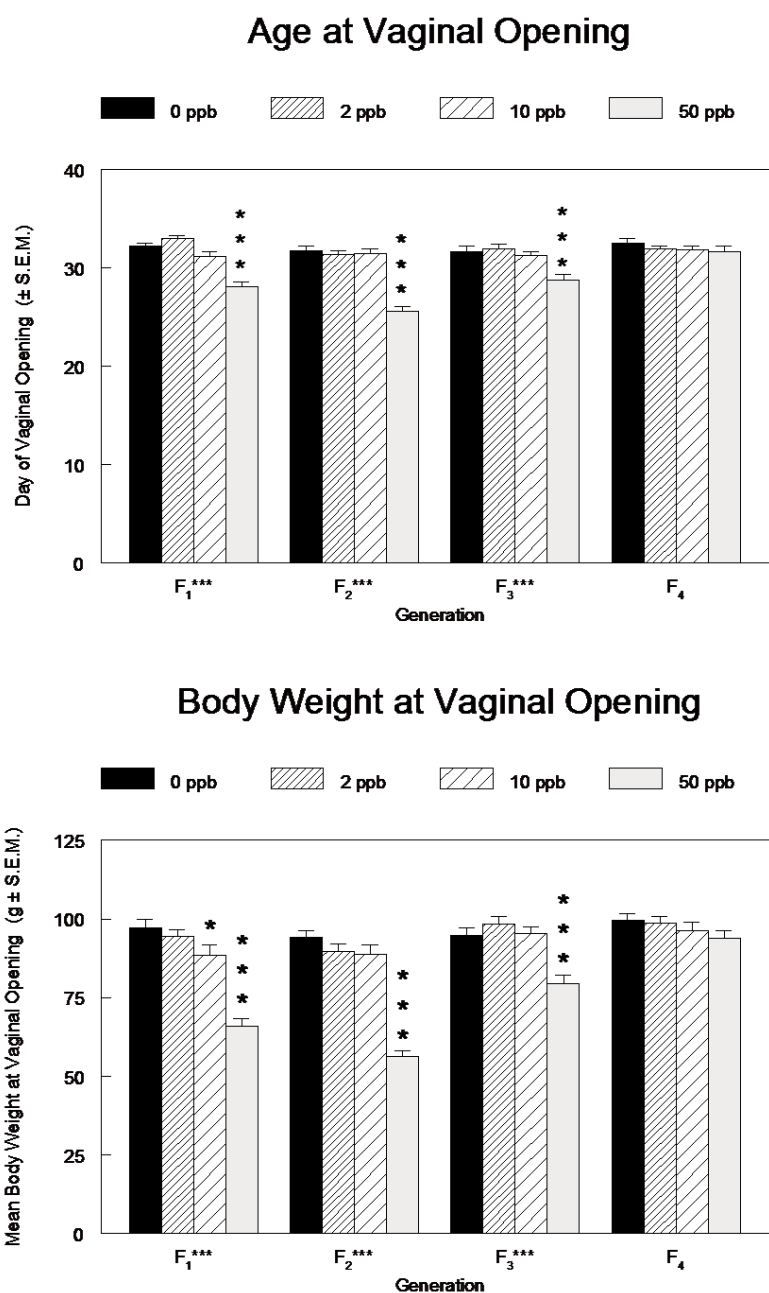 Age at Vaginal Opening
0 ppb 2 ppb 10 ppb 50 ppb
Day of Vaginal Opening (± S.E.M.)
40
30
20
10
0
* * *
* * *
* * *
F₁*** F₂*** F₃*** F₄
Generation
Body Weight at Vaginal Opening
0 ppb 2 ppb 10 ppb 50 ppb
Mean Body Weight at Vaginal Opening (g ± S.E.M.)
125
100
75
50
25
0
*
* * *
* * *
* * *
F₁*** F₂*** F₃*** F₄
Generation